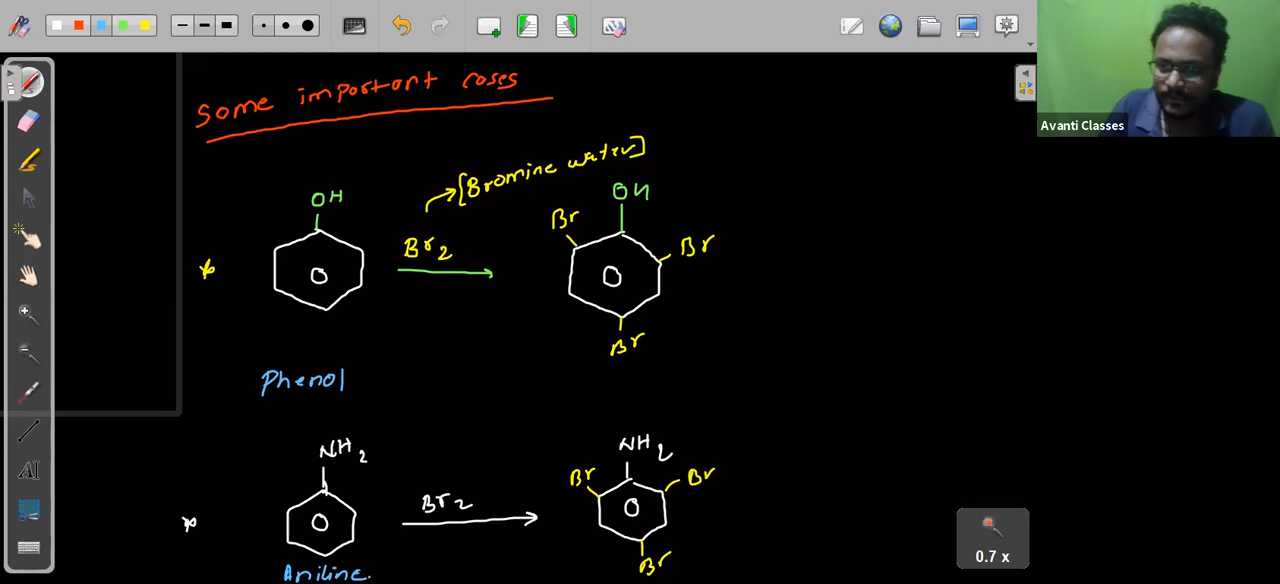 Avanti Classes
Some important cases
[Bromine water]
OH
OH
Br
Br
Br2
Br
Phenol
NH2
NH2
Br
Br
Br2
Br
Aniline.
AI
0.7 x